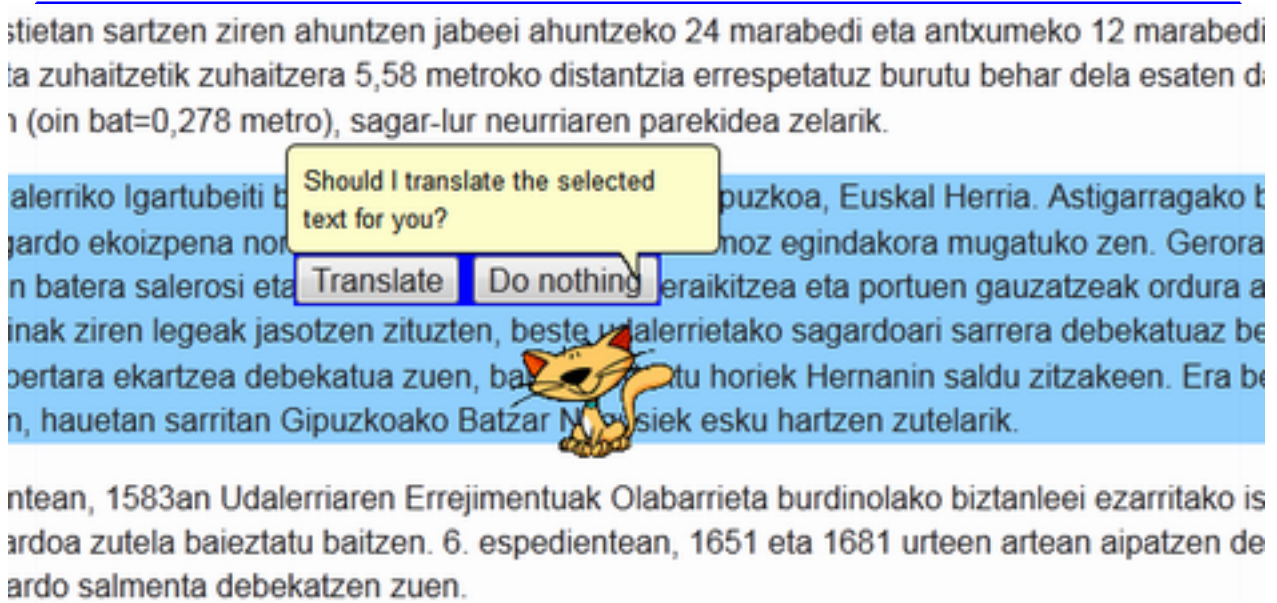 stietan sartzen ziren ahuntzen jabeei ahuntzeko 24 marabedi eta antxumeko 12 marabedi
ta zuhaitzetik zuhaitzera 5,58 metroko distantzia errespetatuz burutu behar dela esaten da
n (oin bat=0,278 metro), sagar-lur neurriaren parekidea zelarik.
Should I translate the selected
text for you?
alerriko Igartubeiti b puzkoa, Euskal Herria. Astigarragako b
gardo ekoizpena nor moz egindakora mugatuko zen. Gerora
Translate Do nothing
n batera salerosi eta eraikitzea eta portuen gauzatzeak ordura a
inak ziren legeak jasotzen zituzten, beste udalerrietako sagardoari sarrera debekatuaz be
bertara ekartzea debekatua zuen, ba tu horiek Hernanin saldu zitzakeen. Era be
n, hauetan sarritan Gipuzkoako Batzar N siek esku hartzen zutelarik.
ntean, 1583an Udalerriaren Errejimentuak Olabarrieta burdinolako biztanleei ezarritako is
ardoa zutela baieztatu baitzen. 6. espedientean, 1651 eta 1681 urteen artean aipatzen de
ardo salmenta debekatzen zuen.